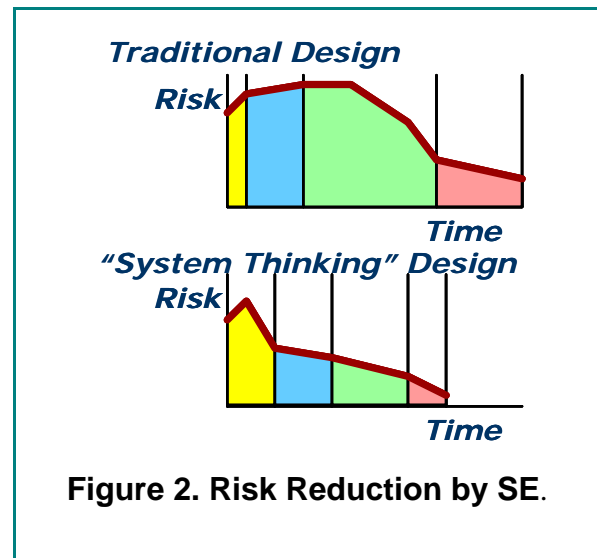 Traditional Design
Risk
Time
“System Thinking” Design
Risk
Time
Figure 2. Risk Reduction by SE.